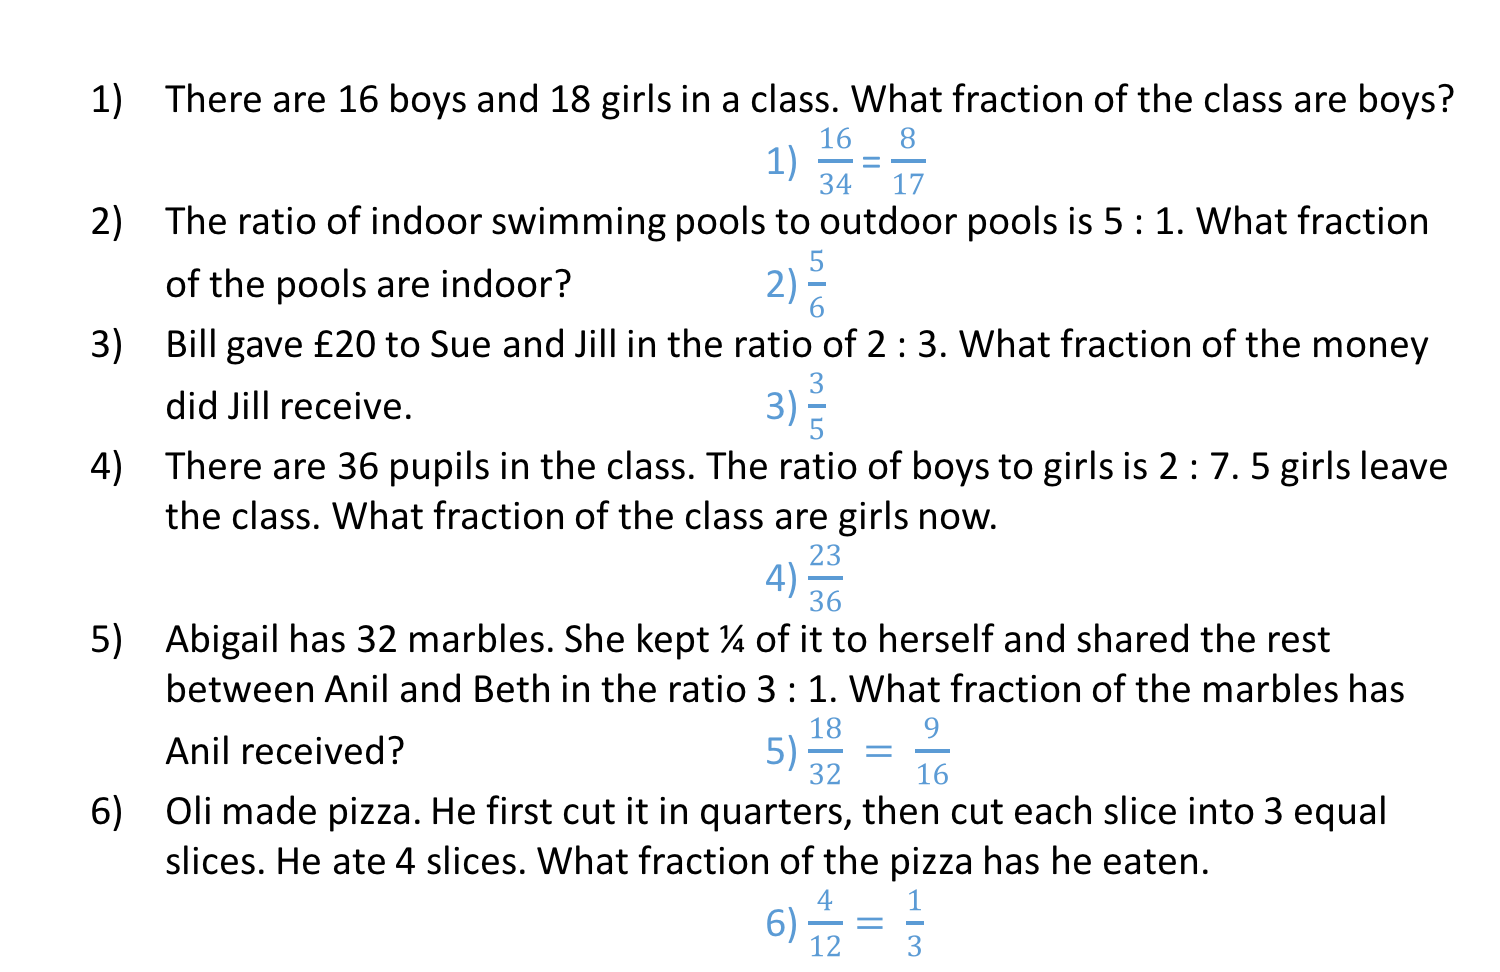 1) There are 16 boys and 18 girls in a class. What fraction of the class are boys?
1) 16/34 = 8/17
2) The ratio of indoor swimming pools to outdoor pools is 5 : 1. What fraction
of the pools are indoor? 2) 5/6
3) Bill gave £20 to Sue and Jill in the ratio of 2 : 3. What fraction of the money
did Jill receive. 3) 3/5
4) There are 36 pupils in the class. The ratio of boys to girls is 2 : 7. 5 girls leave
the class. What fraction of the class are girls now.
4) 23/36
5) Abigail has 32 marbles. She kept ¼ of it to herself and shared the rest
between Anil and Beth in the ratio 3 : 1. What fraction of the marbles has
Anil received? 5) 18/32 = 9/16
6) Oli made pizza. He first cut it in quarters, then cut each slice into 3 equal
slices. He ate 4 slices. What fraction of the pizza has he eaten.
6) 4/12 = 1/3